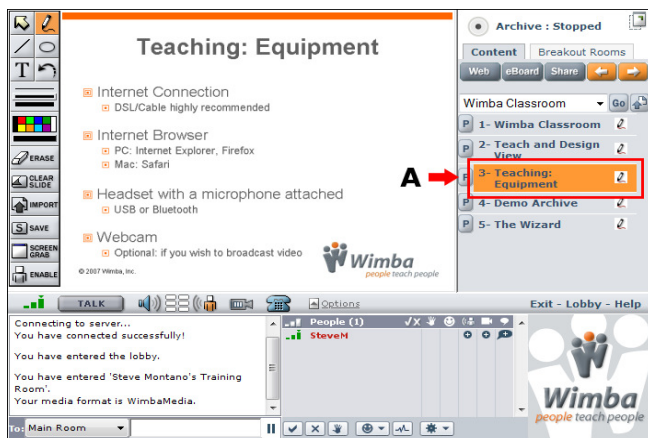 T
ERASE
CLEAR SLIDE
IMPORT
S SAVE
SCREEN GRAB
ENABLE
Teaching: Equipment
Internet Connection
DSL/Cable highly recommended
Internet Browser
PC: Internet Explorer, Firefox
Mac: Safari
Headset with a microphone attached
USB or Bluetooth
Webcam
Optional: if you wish to broadcast video
© 2007 Wimba, Inc.
Wimba
people teach people
Archive : Stopped
Content Breakout Rooms
Web eBoard Share
Wimba Classroom Go
P 1- Wimba Classroom
P 2- Teach and Design
View
A
P 3- Teaching:
Equipment
P 4- Demo Archive
P 5- The Wizard
TALK Options Exit - Lobby - Help
Connecting to server...
You have connected successfully!
You have entered the lobby.
You have entered 'Steve Montano's Training
Room'.
Your media format is WimbaMedia.
To: Main Room
People (1)
SteveM
Wimba
people teach people